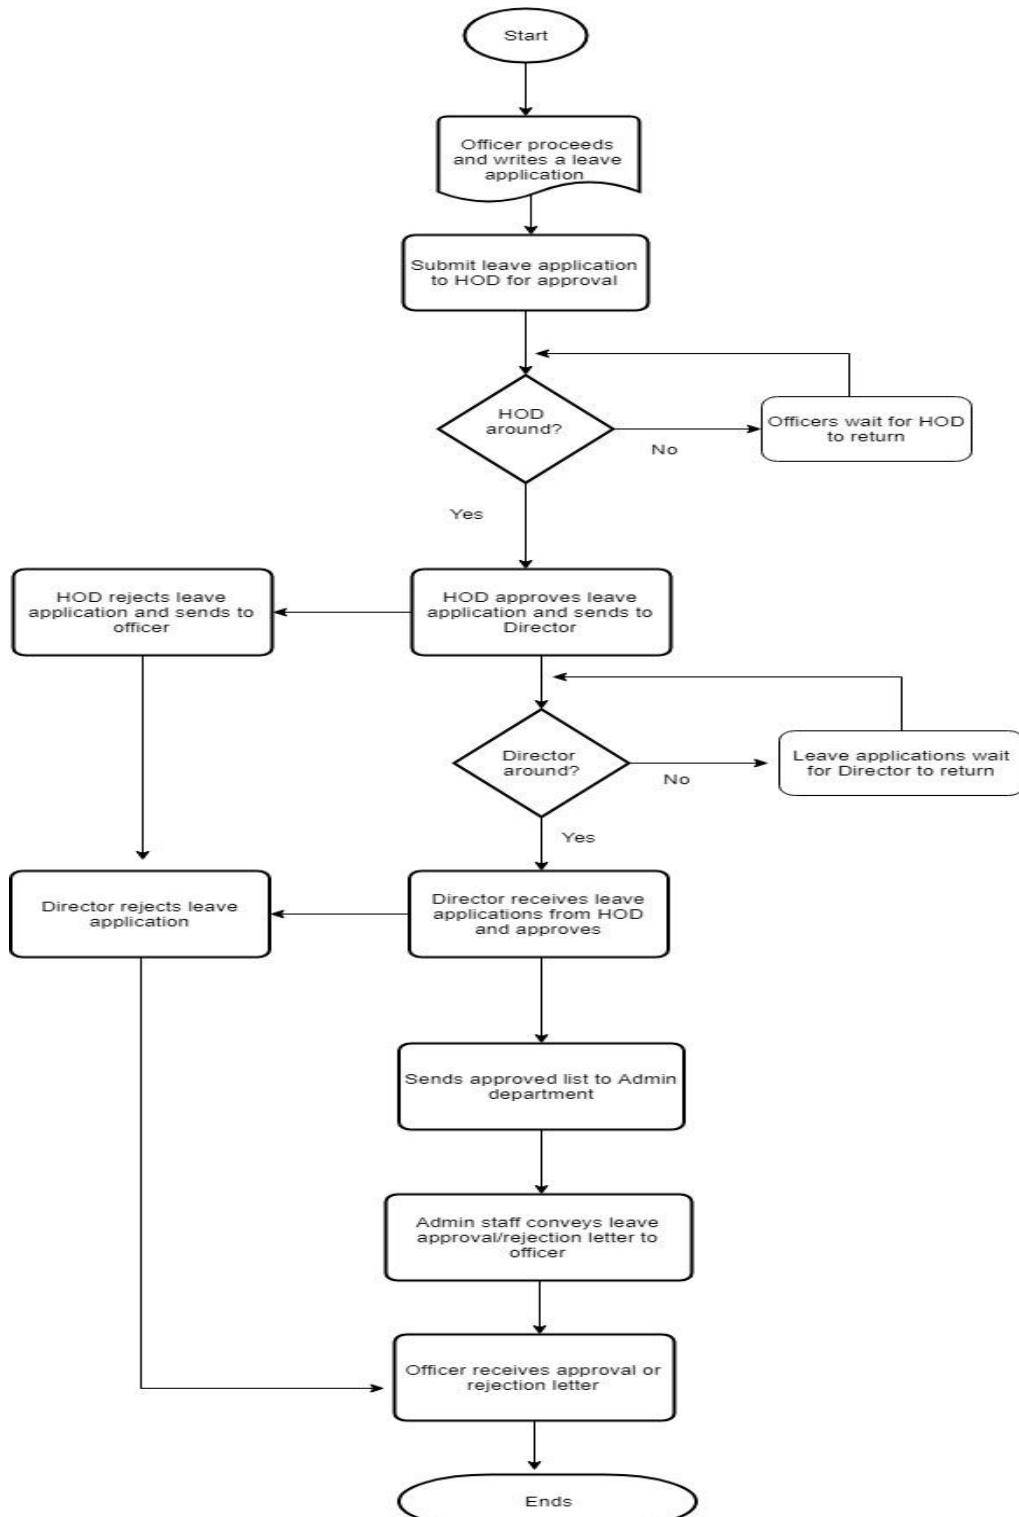 Start
Officer proceeds
and writes a leave
application
Submit leave application
to HOD for approval
HOD
around?
No
Officers wait for HOD
to return
Yes
HOD rejects leave
application and sends to
officer
HOD approves leave
application and sends to
Director
Director
around?
No
Leave applications wait
for Director to return
Yes
Director rejects leave
application
Director receives leave
applications from HOD
and approves
Sends approved list to Admin
department
Admin staff conveys leave
approval/rejection letter to
officer
Officer receives approval or
rejection letter
Ends